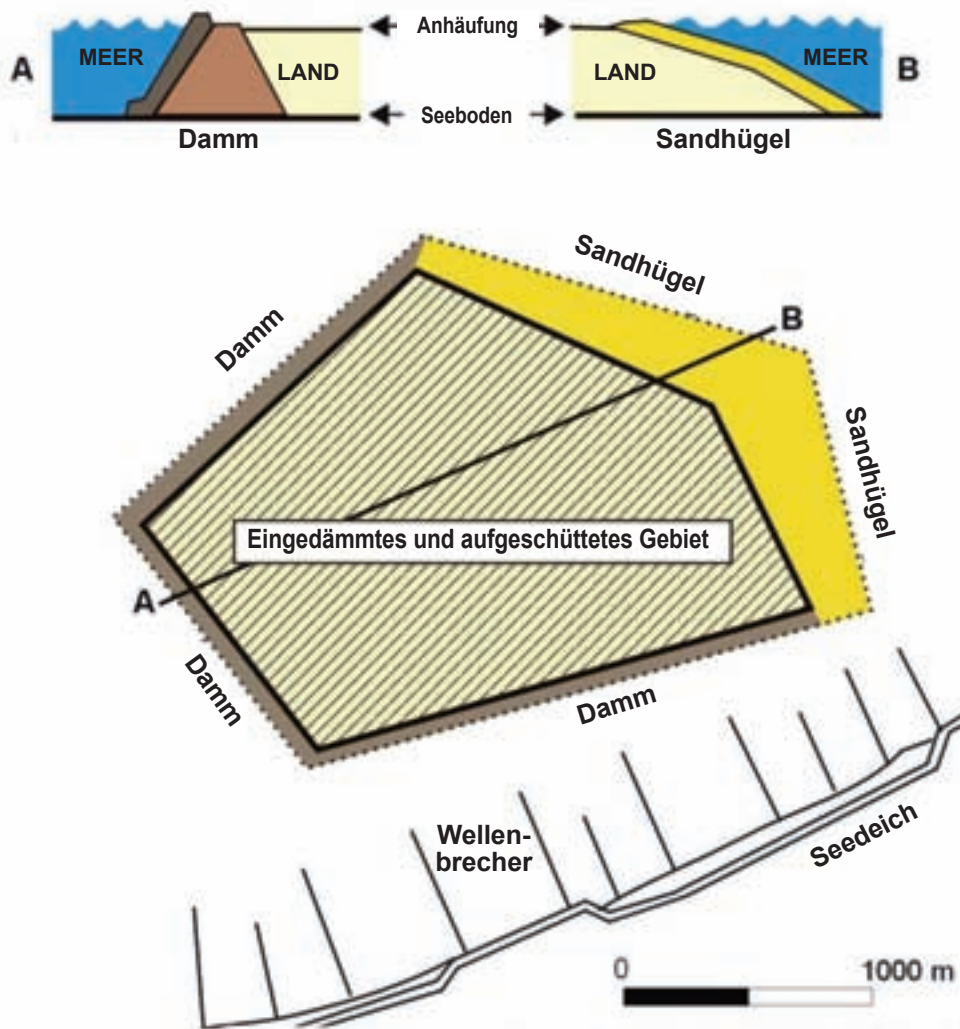 Anhäufung
A
MEER
LAND
LAND
MEER
B
Seeboden
Damm
Sandhügel
Sandhügel
Damm
B
Sandhügel
Eingedämmtes und aufgeschüttetes Gebiet
A
Damm
Damm
Wellen-
brecher
Seedeich
0
1000 m